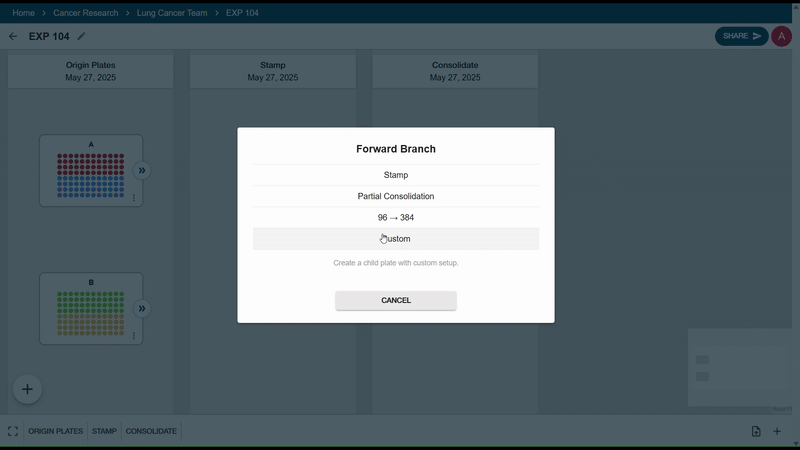 Home > Cancer Research > Lung Cancer Team > EXP 104
EXP 104
SHARE
A
Origin Plates
May 27, 2025
Stamp
May 27, 2025
Consolidate
May 27, 2025
A
B
Forward Branch
Stamp
Partial Consolidation
96 → 384
Custom
Create a child plate with custom setup.
CANCEL
ORIGIN PLATES
STAMP
CONSOLIDATE